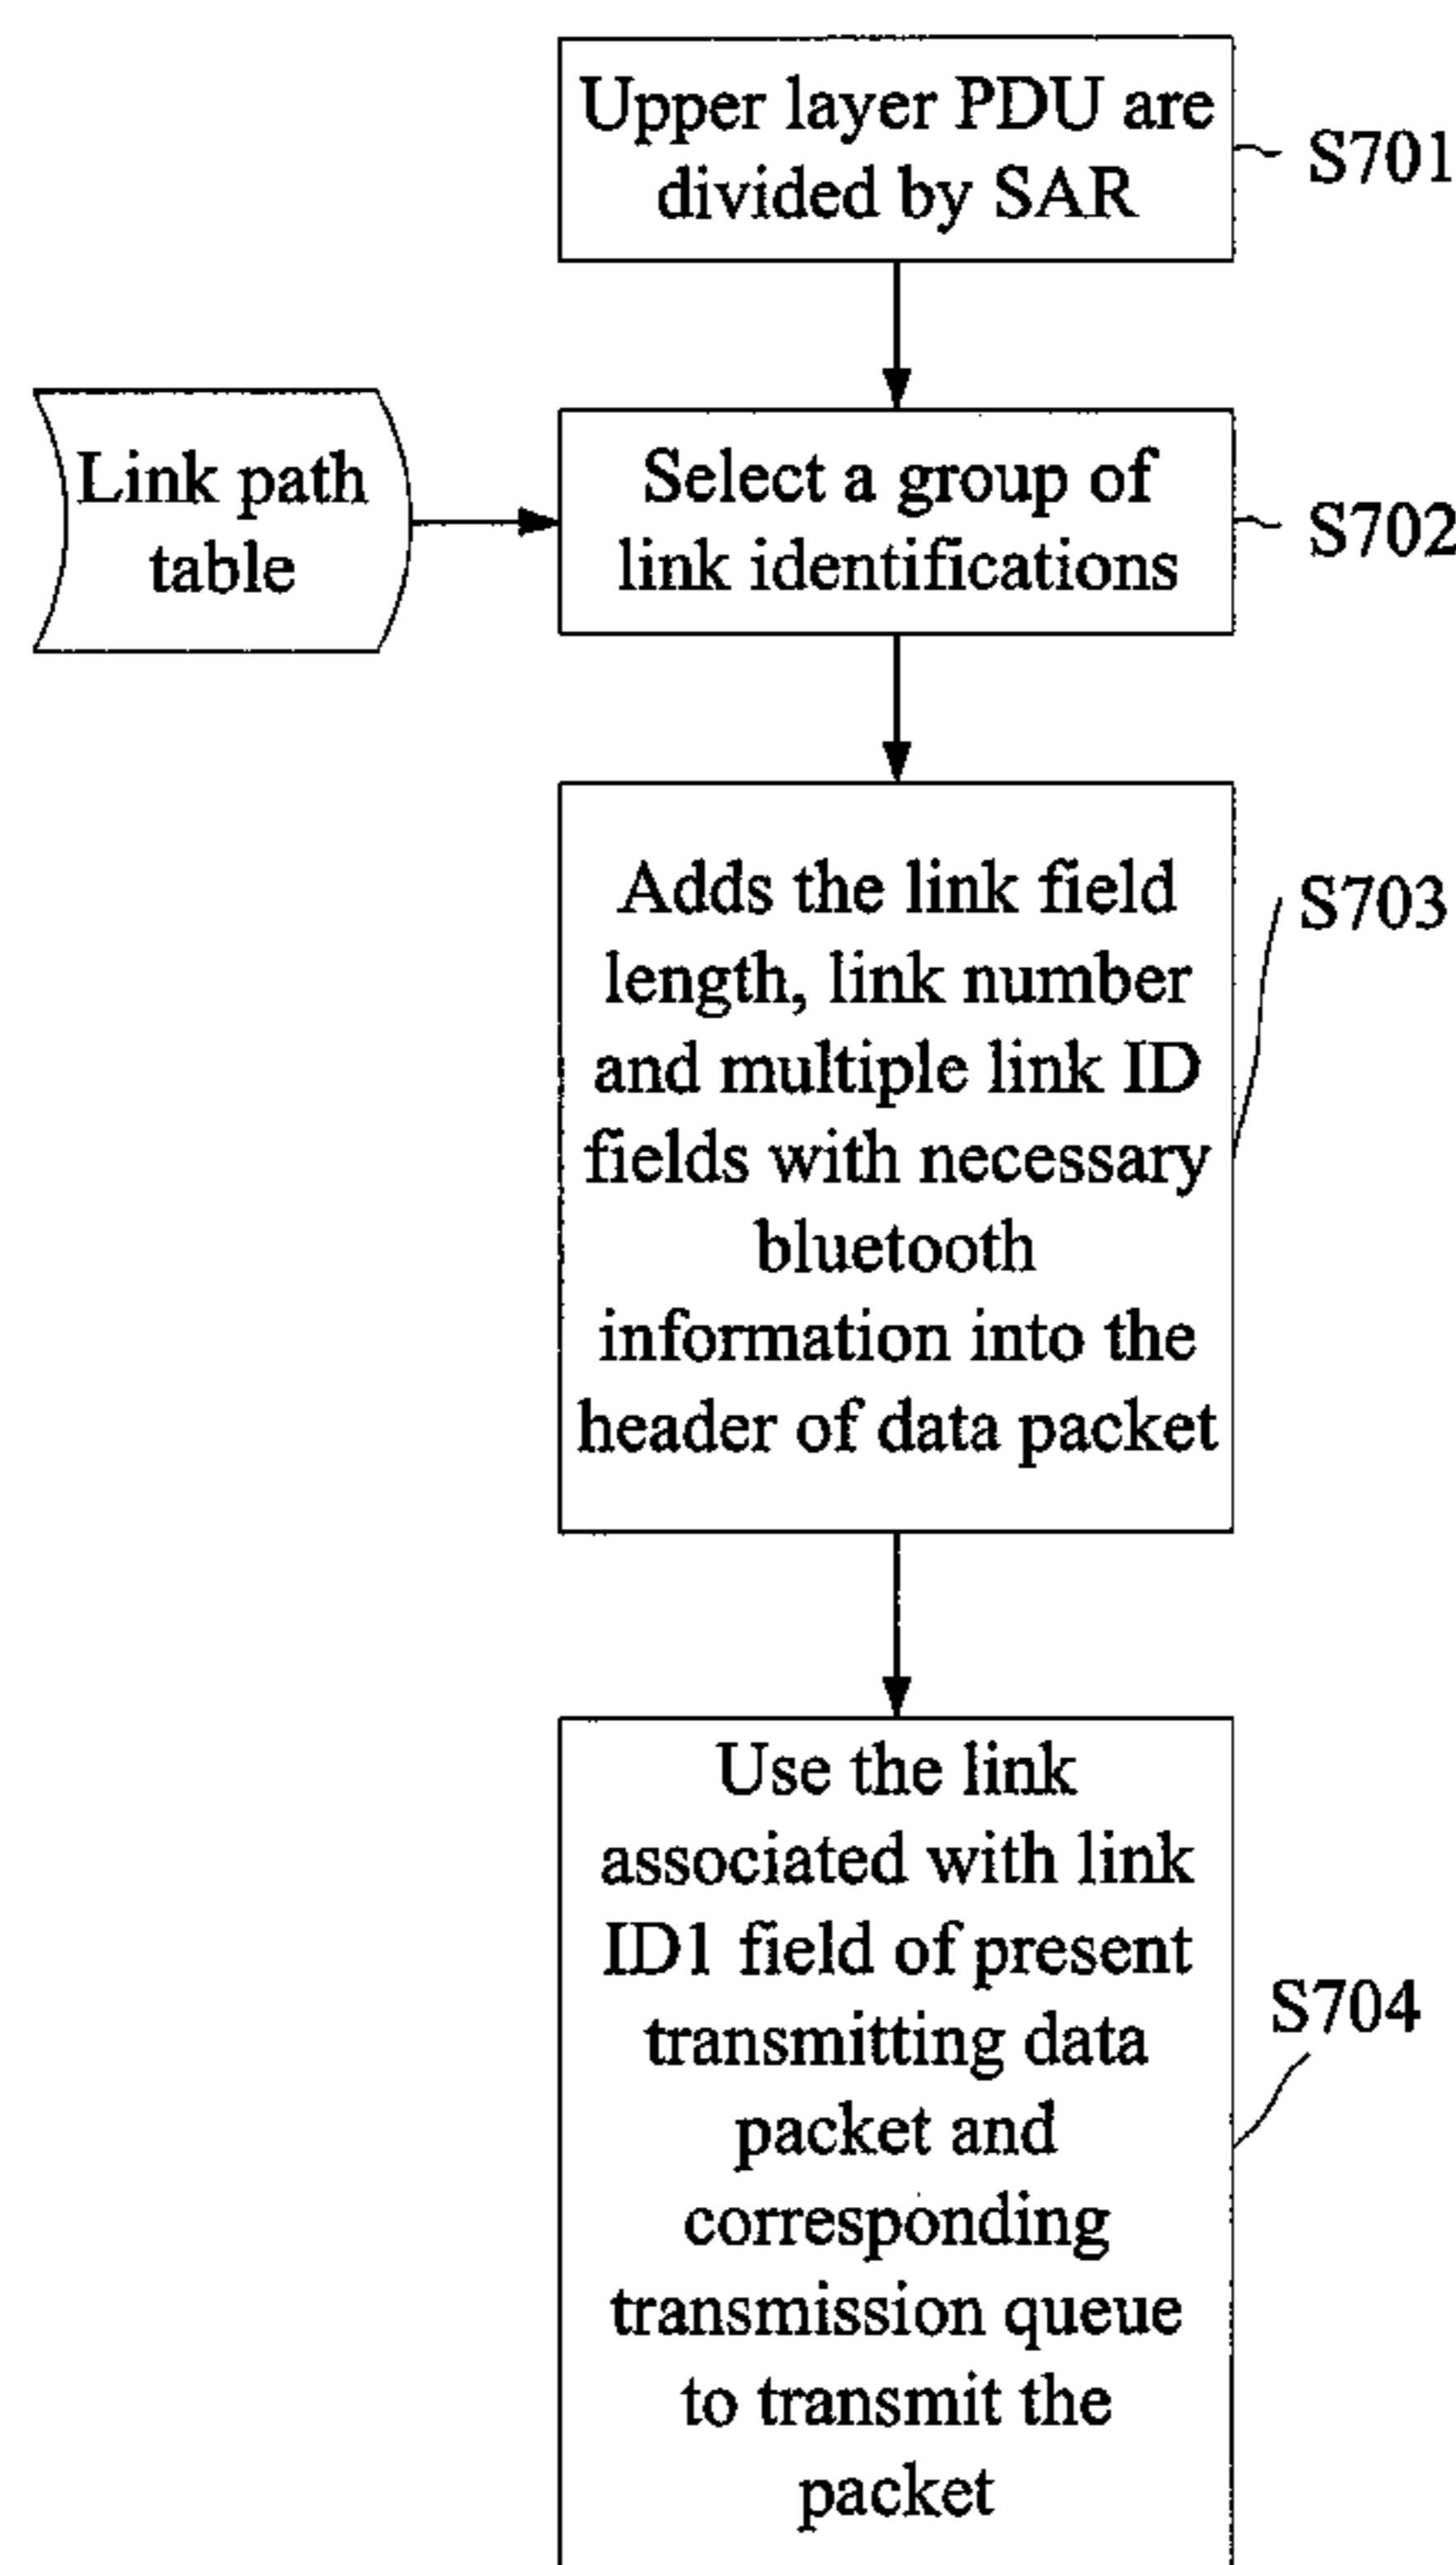 Upper layer PDU are
divided by SAR
S701
Link path
table
Select a group of
link identifications
S702
Adds the link field
length, link number
and multiple link ID
fields with necessary
bluetooth
information into the
header of data packet
S703
Use the link
associated with link
ID1 field of present
transmitting data
packet and
corresponding
transmission queue
to transmit the
packet
S704